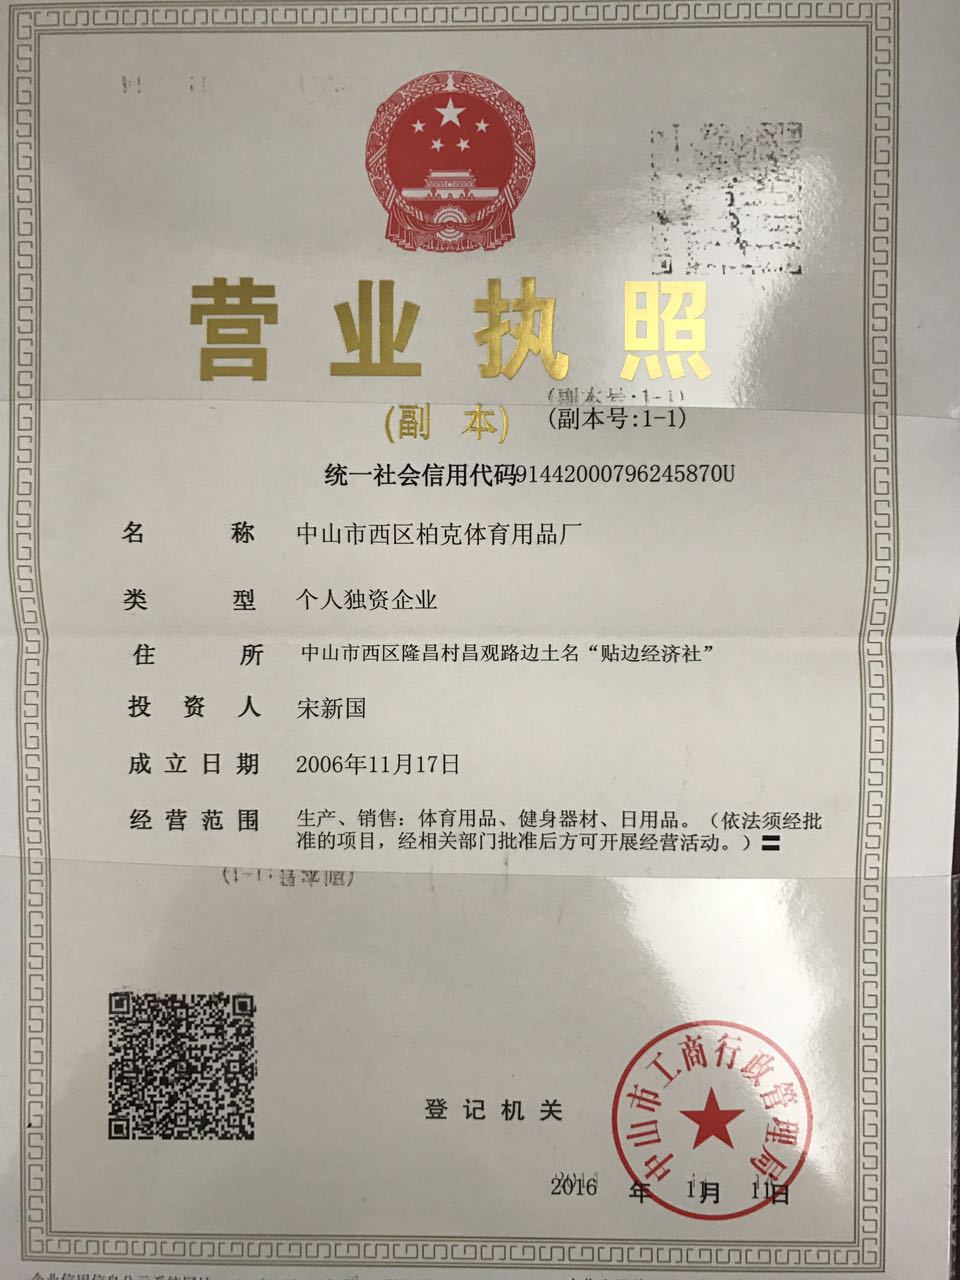 营业执照
(副本) (副本号:1-1)
统一社会信用代码91442000796245870U
名称 中山市西区柏克体育用品厂
类型 个人独资企业
住所 中山市西区隆昌村昌观路边土名“贴边经济社”
投资人 宋新国
成立日期 2006年11月17日
经营范围 生产、销售：体育用品、健身器材、日用品。（依法须经批
准的项目，经相关部门批准后方可开展经营活动。）〓
登记机关
中山市工商行政管理局
2016 年 11月 11日